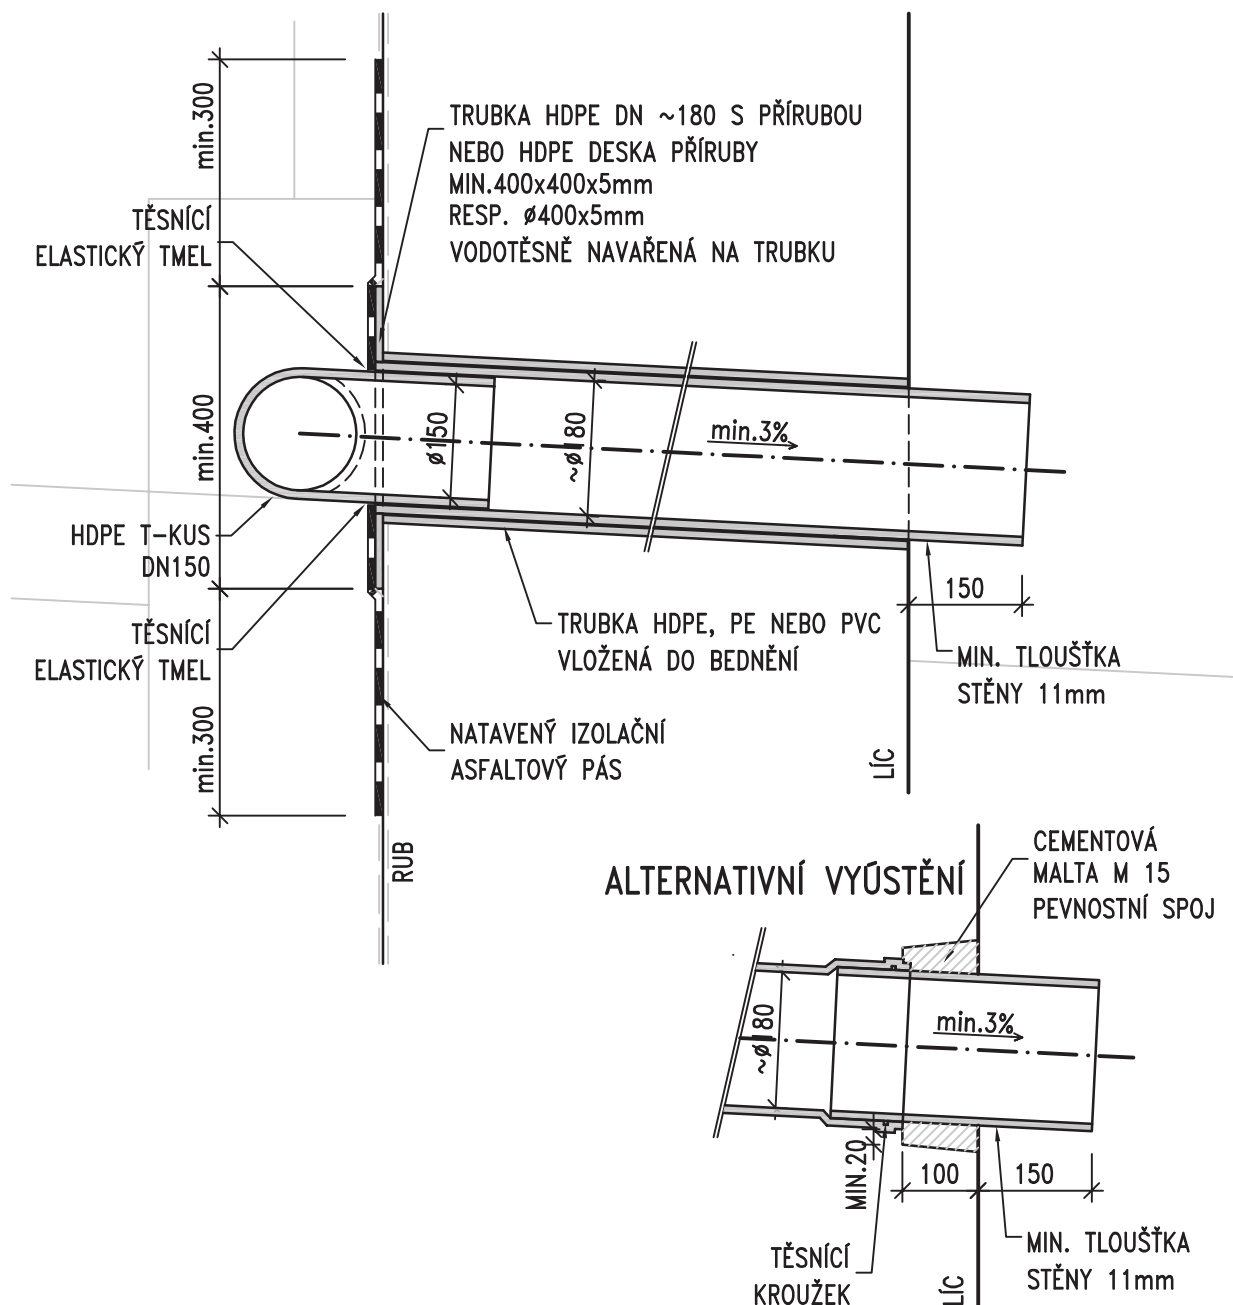 min.300
TRUBKA HDPE DN ~180 S PŘÍRUBOU
NEBO HDPE DESKA PŘÍRUBY
MIN.400x400x5mm
RESP. ø400x5mm
VODOTĚSNĚ NAVAŘENÁ NA TRUBKU
TĚSNÍCÍ
ELASTICKÝ TMEL
min.400
ø150
~ø180
min.3%
HDPE T-KUS
DN150
150
TĚSNÍCÍ
ELASTICKÝ TMEL
TRUBKA HDPE, PE NEBO PVC
VLOŽENÁ DO BEDNĚNÍ
MIN. TLOUŠŤKA
STĚNY 11mm
min.300
NATAVENÝ IZOLAČNÍ
ASFALTOVÝ PÁS
LÍC
RUB
ALTERNATIVNÍ VYÚSTĚNÍ
CEMENTOVÁ
MALTA M 15
PEVNOSTNÍ SPOJ
~ø180
min.3%
MIN.20
100
150
TĚSNÍCÍ
KROUŽEK
LÍC
MIN. TLOUŠŤKA
STĚNY 11mm